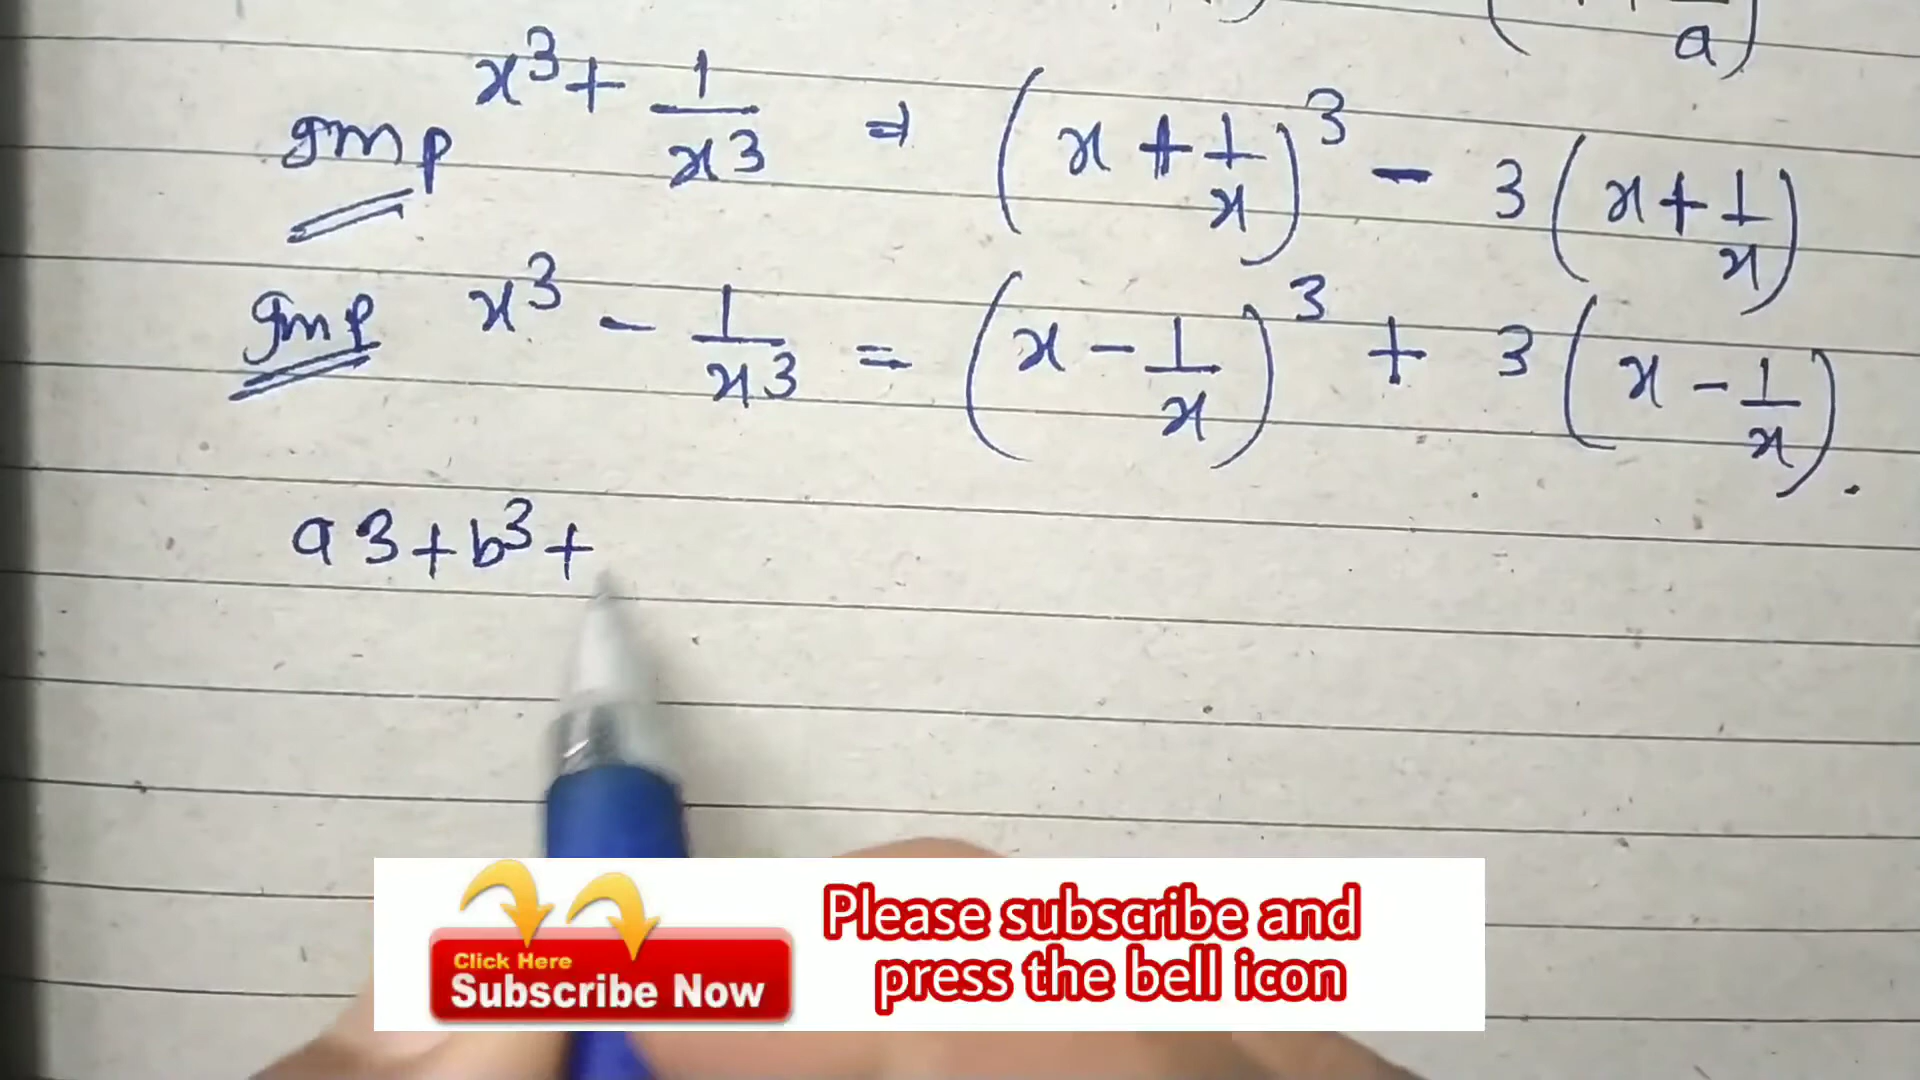 a)
Imp x³ + 1/x³ ⇒ (x + 1/x)³ - 3(x + 1/x)
Imp x³ - 1/x³ = (x - 1/x)³ + 3(x - 1/x).
a3+b³+
Click Here
Subscribe Now
Please subscribe and
press the bell icon